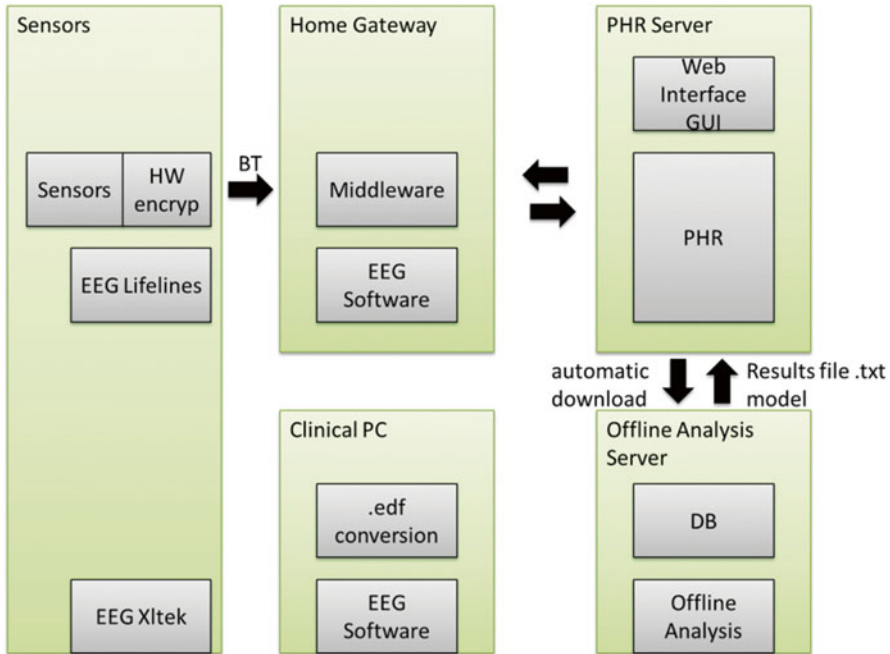 Sensors
Sensors
HW
encryp
EEG Lifelines
EEG Xltek
BT
Home Gateway
Middleware
EEG
Software
Clinical PC
.edf
conversion
EEG
Software
PHR Server
Web
Interface
GUI
PHR
automatic
download
Results file .txt
model
Offline Analysis
Server
DB
Offline
Analysis